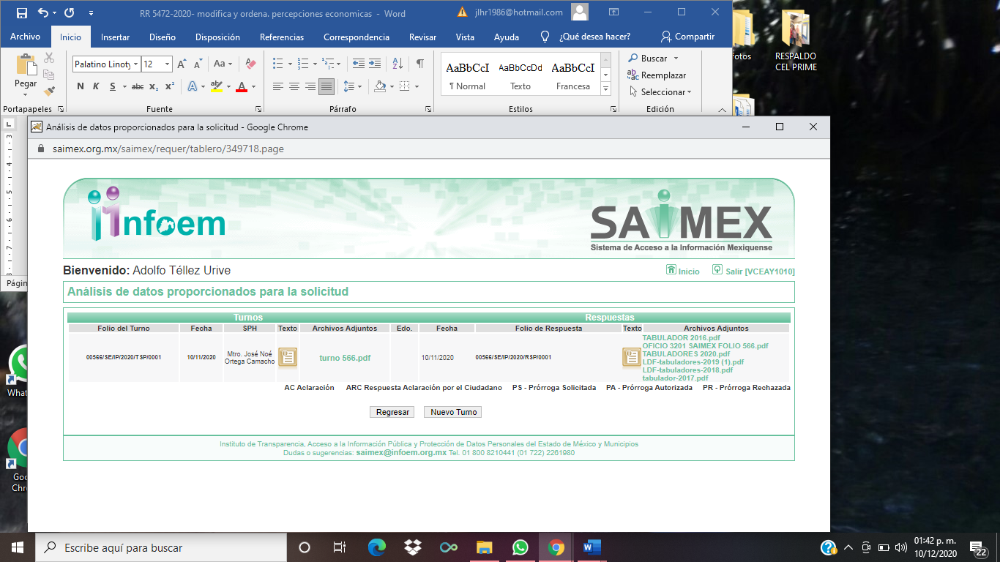 RR 5472-2020- modifica y ordena. percepciones economicas - Word
jlhr1986@hotmail.com
Archivo Inicio Insertar Diseño Disposición Referencias Correspondencia Revisar Vista Ayuda ¿Qué desea hacer? Compartir
fotos
RESPALDO CEL PRIME
Pegar
Palatino Linoty 12
N K S abc x₂ x²
AaBbCcI AaBbCcDd AaBbCcI
¶ Normal Texto Francesa
Buscar
Reemplazar
Seleccionar
Portapapeles Fuente Párrafo Estilos Edición
Análisis de datos proporcionados para la solicitud - Google Chrome
saimex.org.mx/saimex/requer/tablero/349718.page
Infoem
SAIMEX
Sistema de Acceso a la Información Mexiquense
Bienvenido: Adolfo Téllez Urive
Inicio Salir [VCEAY1010]
Análisis de datos proporcionados para la solicitud
Turnos Respuestas
Folio del Turno Fecha SPH Texto Archivos Adjuntos Edo. Fecha Folio de Respuesta Texto Archivos Adjuntos
00566/SE/IP/2020/TSP/0001 10/11/2020 Mtro. José Noé Ortega Camacho turno 566.pdf 10/11/2020 00566/SE/IP/2020/RSP/0001
TABULADOR 2016.pdf
OFICIO 3201 SAIMEX FOLIO 566.pdf
TABULADORES 2020.pdf
LDF-tabuladores-2019 (1).pdf
LDF-tabuladores-2018.pdf
tabulador-2017.pdf
AC Aclaración ARC Respuesta Aclaración por el Ciudadano PS - Prórroga Solicitada PA - Prórroga Autorizada PR - Prórroga Rechazada
Regresar Nuevo Turno
Instituto de Transparencia, Acceso a la Información Pública y Protección de Datos Personales del Estado de México y Municipios
Dudas o sugerencias: saimex@infoem.org.mx Tel. 01 800 8210441 (01 722) 2261980
Págin
What
Goo
Chr
Escribe aquí para buscar
01:42 p. m.
10/12/2020
22